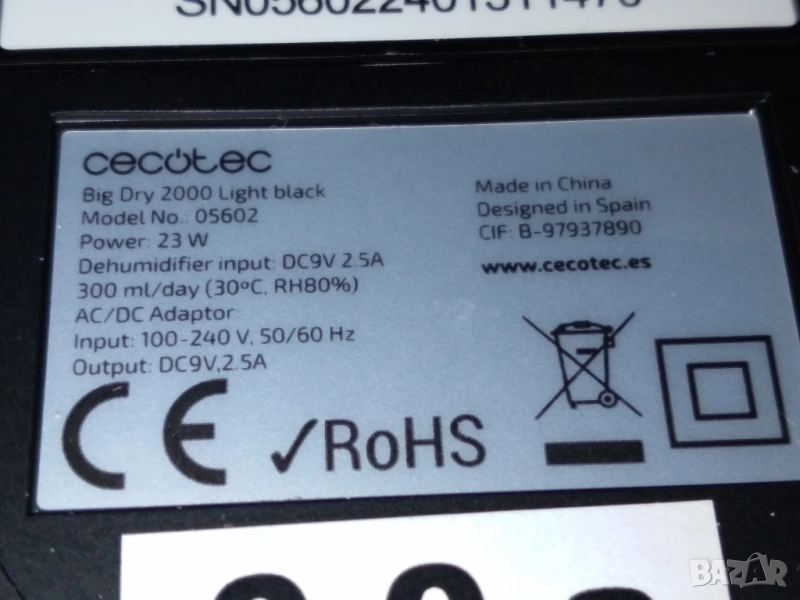 cecotec
Big Dry 2000 Light black
Model No.: 05602
Power: 23 W
Dehumidifier input: DC9V 2.5A
300 ml/day (30ºC, RH80%)
AC/DC Adaptor:
Input: 100-240 V, 50/60 Hz
Output: DC9V,2.5A
Made in China
Designed in Spain
CIF: B-97937890
www.cecotec.es
CE
✓RoHS
BAZAR